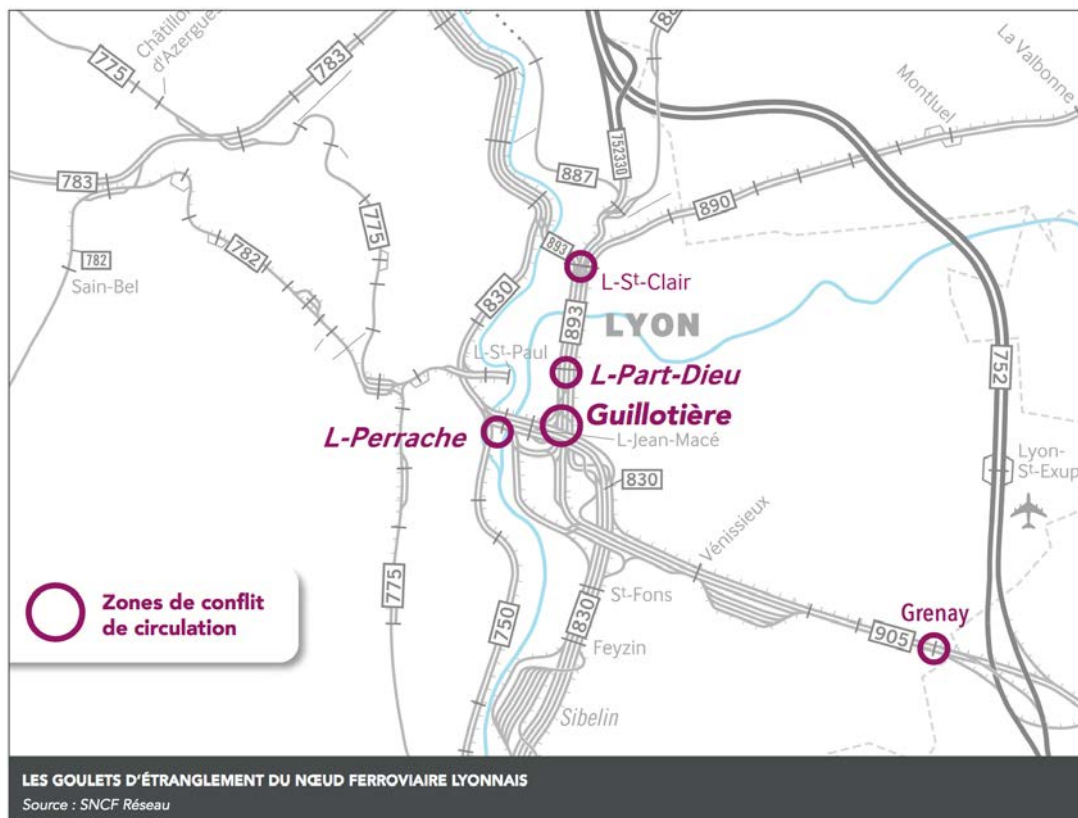 775
Châtillon
d'Azergues
783
88
La Valbonne
Montluel
752330
783
887
890
775
893
782
782
Sain-Bel
830
L-St-Clair
893
LYON
752
L-St-Paul
L-Part-Dieu
Guillotière
L-Perrache
L-Jean-Macé
830
Lyon-
St-Exup
Vénissieux
Zones de conflit
de circulation
775
750
830
St-Fons
Feyzin
905
Grenay
Sibelin
LES GOULETS D'ÉTRANGLEMENT DU NŒUD FERROVIAIRE LYONNAIS
Source : SNCF Réseau